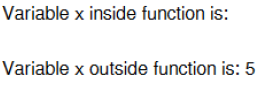 Variable x inside function is:
Variable x outside function is: 5